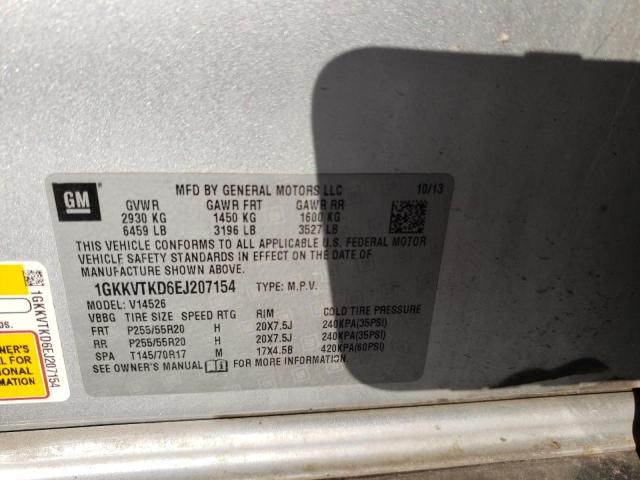 GM
MFD BY GENERAL MOTORS LLC 10/13
GVWR GAWR FRT GAWR RR
2930 KG 1450 KG 1600 KG
6459 LB 3196 LB 3527 LB
THIS VEHICLE CONFORMS TO ALL APPLICABLE U.S. FEDERAL MOTOR
VEHICLE SAFETY STANDARDS IN EFFECT ON THE DATE OF
MANUFACTURE SHOWN ABOVE.
1GKKVTKD6EJ207154 TYPE: M.P.V.
MODEL: V14526
VBBG TIRE SIZE SPEED RTG RIM COLD TIRE PRESSURE
FRT P255/55R20 H 20X7.5J 240KPA(35PSI)
RR P255/55R20 H 20X7.5J 240KPA(35PSI)
SPA T145/70R17 M 17X4.5B 420KPA(60PSI)
SEE OWNER'S MANUAL FOR MORE INFORMATION.
1GKKVTKD6EJ207154
DS.
WNER'S
L FOR
IONAL
MATION